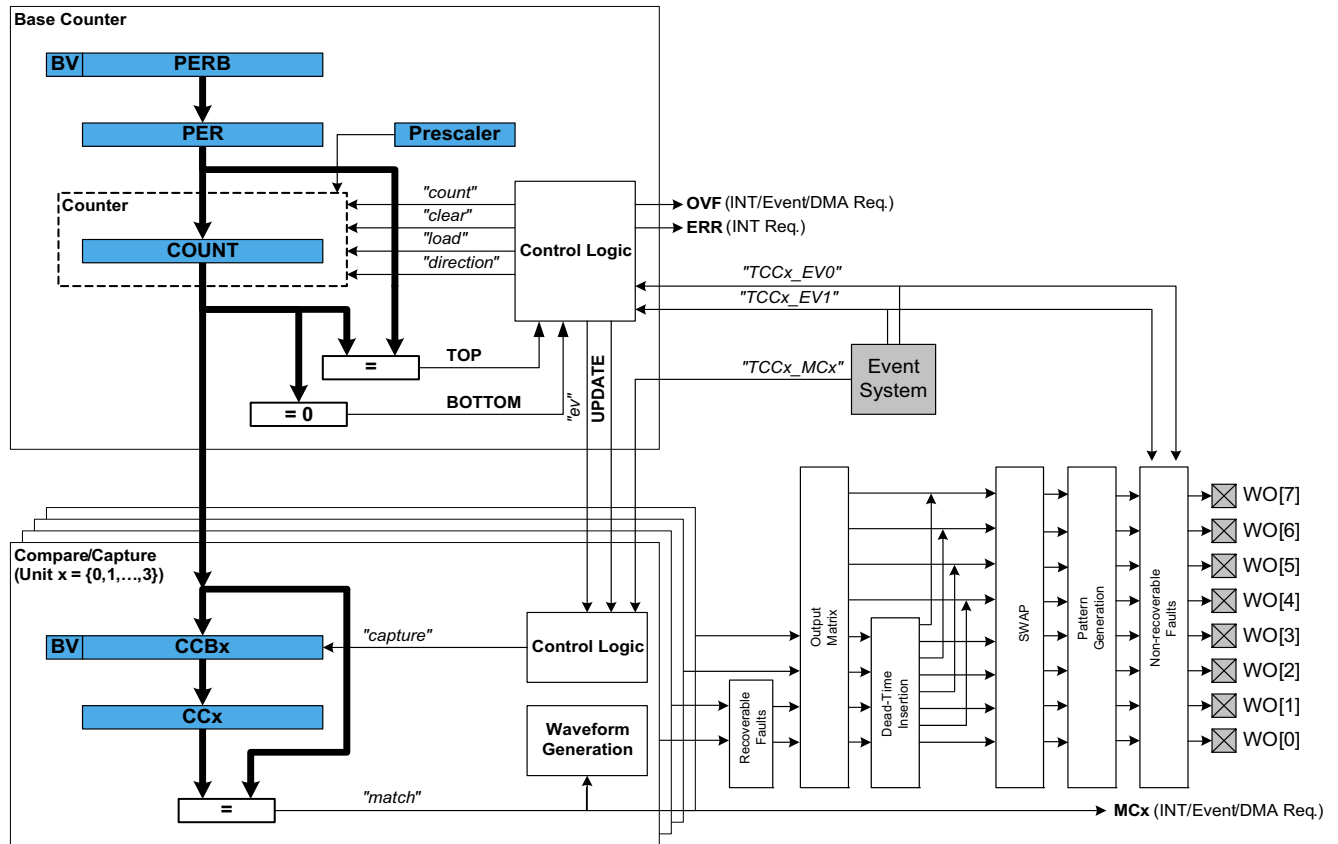 Base Counter
BV PERB
PER
Prescaler
Counter
COUNT
"count"
"clear"
"load"
"direction"
Control Logic
OVF (INT/Event/DMA Req.)
ERR (INT Req.)
"TCCx_EV0"
"TCCx_EV1"
"TCCx_MCx"
Event
System
=
TOP
= 0
BOTTOM
"ev"
UPDATE
Compare/Capture
(Unit x = {0,1,…,3})
BV CCBx
"capture"
Control Logic
CCx
Waveform
Generation
=
"match"
Recoverable
Faults
Output
Matrix
Dead-Time
Insertion
SWAP
Pattern
Generation
Non-recoverable
Faults
WO[7]
WO[6]
WO[5]
WO[4]
WO[3]
WO[2]
WO[1]
WO[0]
MCx (INT/Event/DMA Req.)